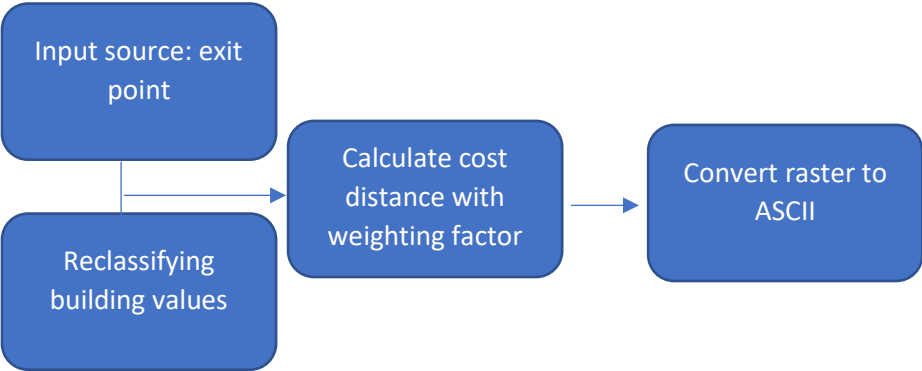 Input source: exit
point
Reclassifying
building values
Calculate cost
distance with
weighting factor
Convert raster to
ASCII